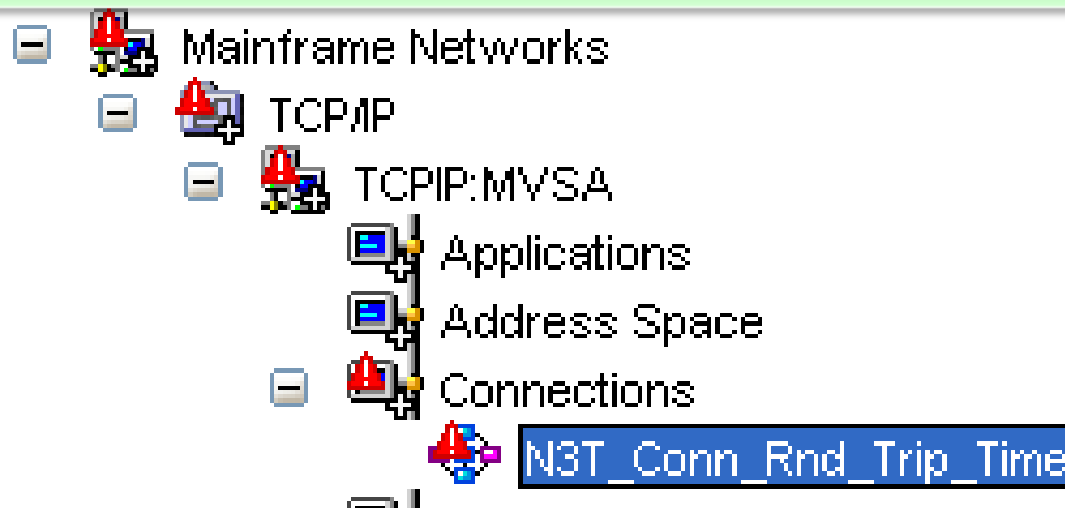 Mainframe Networks
TCP/IP
TCPIP:MVSA
Applications
Address Space
Connections
N3T_Conn_Rnd_Trip_Time